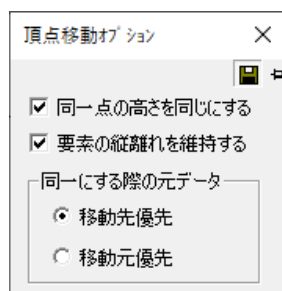 頂点移動ｵﾌﾟｼｮﾝ
同一点の高さを同じにする
要素の縦離れを維持する
同一にする際の元データ
移動先優先
移動元優先